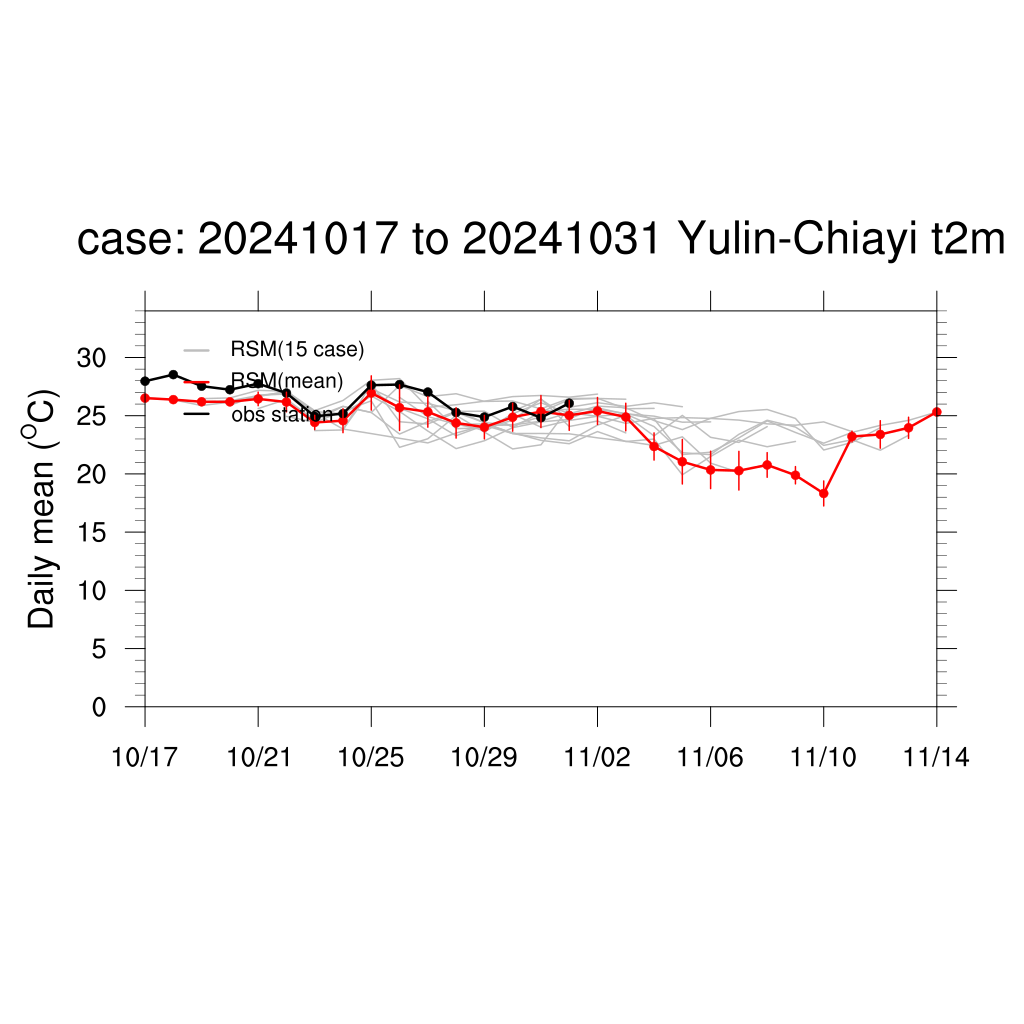 case: 20241017 to 20241031 Yulin-Chiayi t2m
RSM(15 case)
RSM(mean)
obs station
Daily mean (°C)
30
25
20
15
10
5
0
10/17 10/21 10/25 10/29 11/02 11/06 11/10 11/14